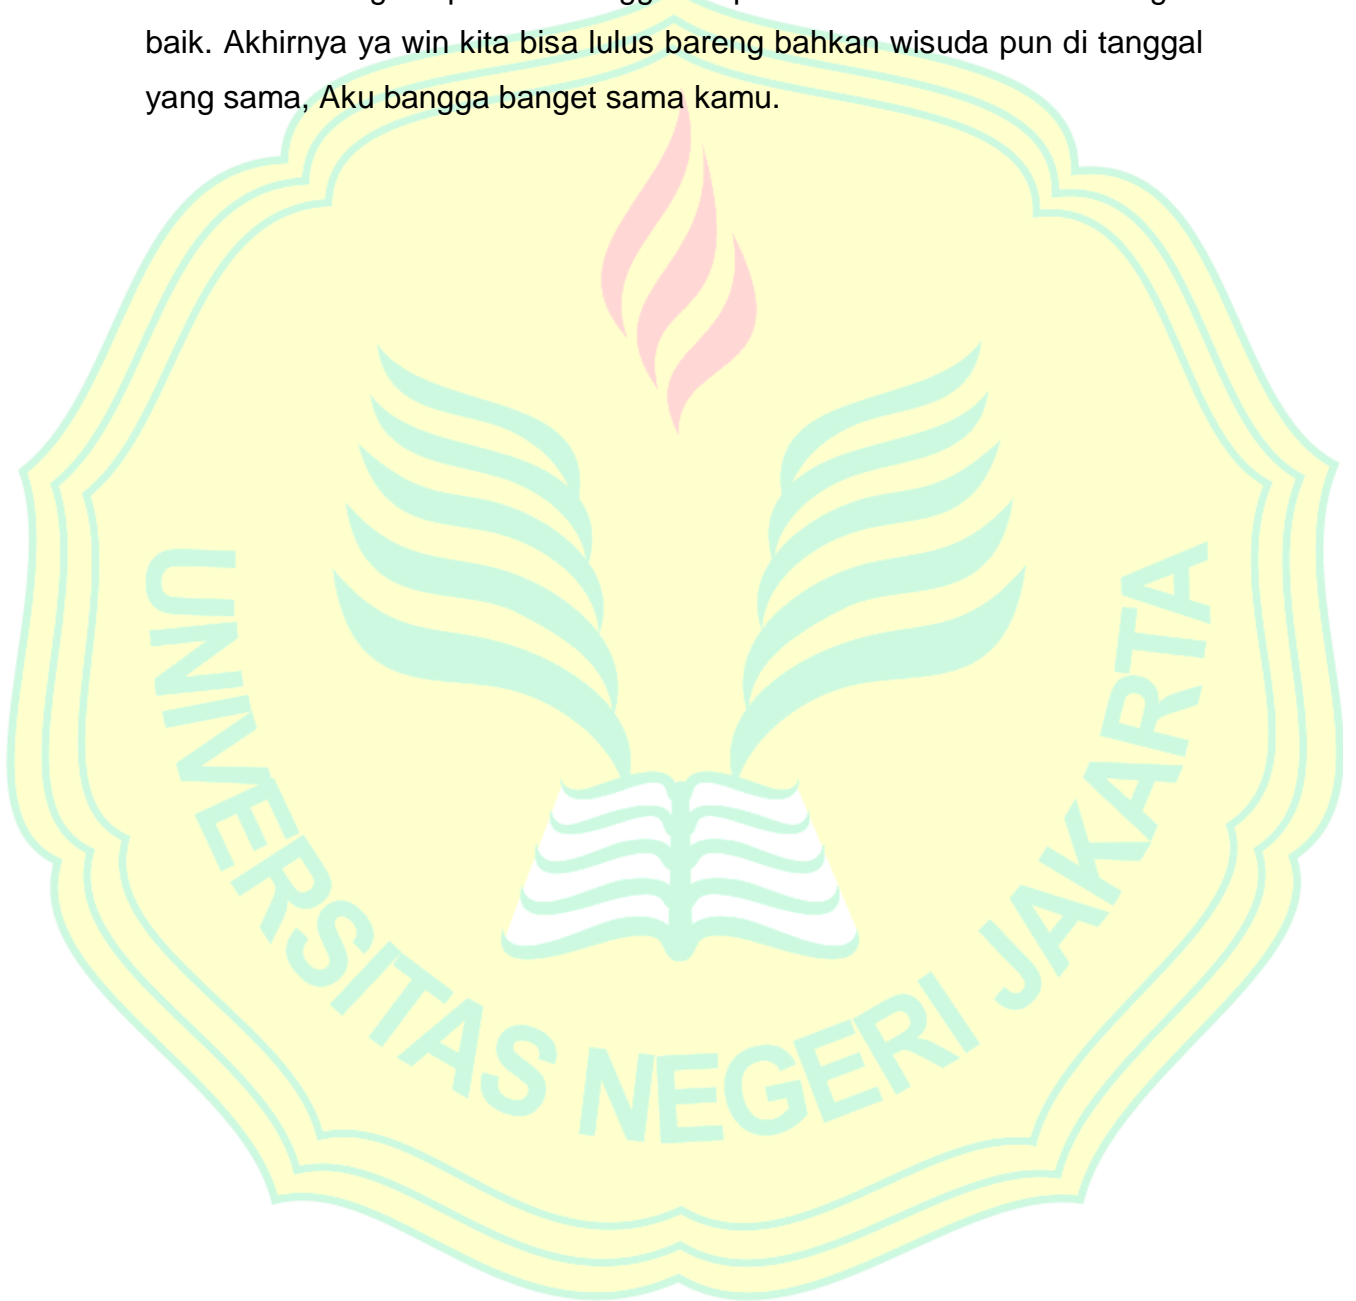 baik. Akhirnya ya win kita bisa lulus bareng bahkan wisuda pun di tanggal
yang sama, Aku bangga banget sama kamu.
UNIVERSITAS NEGERI JAKARTA